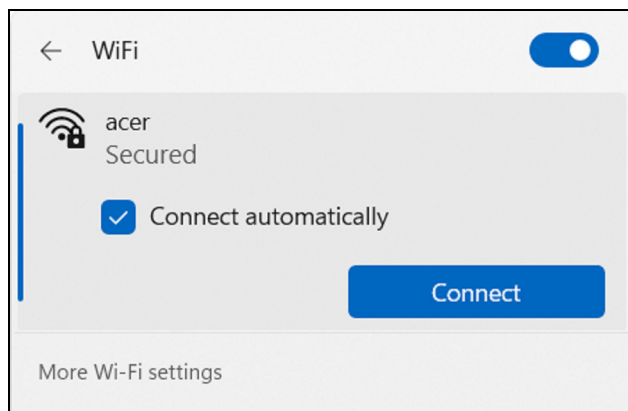 WiFi
acer
Secured
Connect automatically
Connect
More Wi-Fi settings